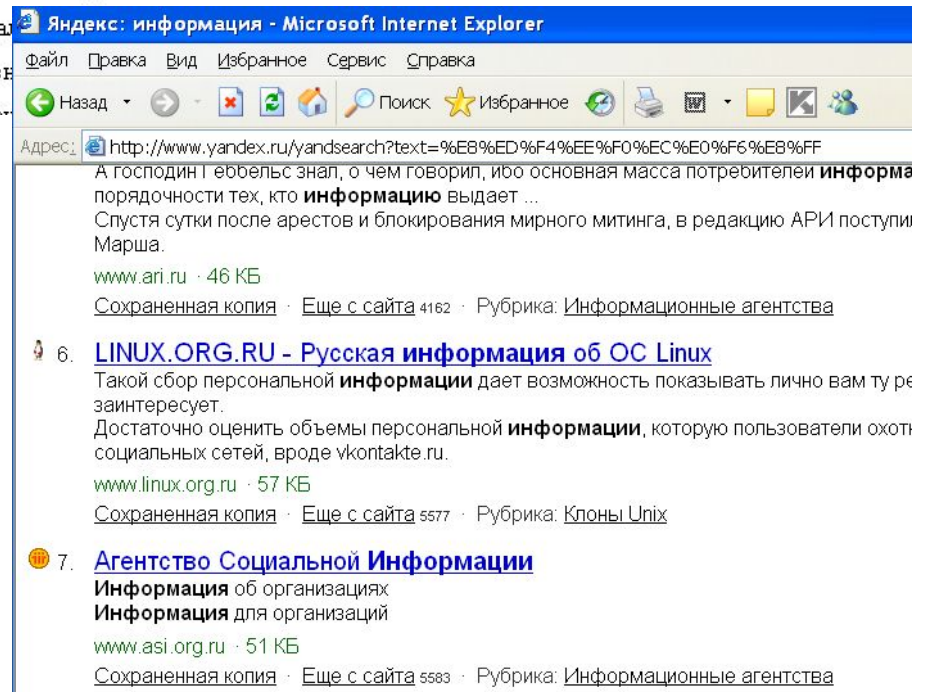 Яндекс: информация - Microsoft Internet Explorer
Файл Правка Вид Избранное Сервис Справка
Назад Поиск Избранное
Адрес: http://www.yandex.ru/yandsearch?text=%E8%ED%F4%EE%F0%EC%E0%F6%E8%FF
А господин Геббельс знал, о чем говорил, ибо основная масса потребителей информа
порядочности тех, кто информацию выдает ...
Спустя сутки после арестов и блокирования мирного митинга, в редакцию АРИ поступи
Марша.
www.ari.ru · 46 КБ
Сохраненная копия · Еще с сайта 4162 · Рубрика: Информационные агентства
6. LINUX.ORG.RU - Русская информация об ОС Linux
Такой сбор персональной информации дает возможность показывать лично вам ту ре
заинтересует.
Достаточно оценить объемы персональной информации, которую пользователи охотн
социальных сетей, вроде vkontakte.ru.
www.linux.org.ru · 57 КБ
Сохраненная копия · Еще с сайта 5577 · Рубрика: Клоны Unix
7. Агентство Социальной Информации
Информация об организациях
Информация для организаций
www.asi.org.ru · 51 КБ
Сохраненная копия · Еще с сайта 5583 · Рубрика: Информационные агентства